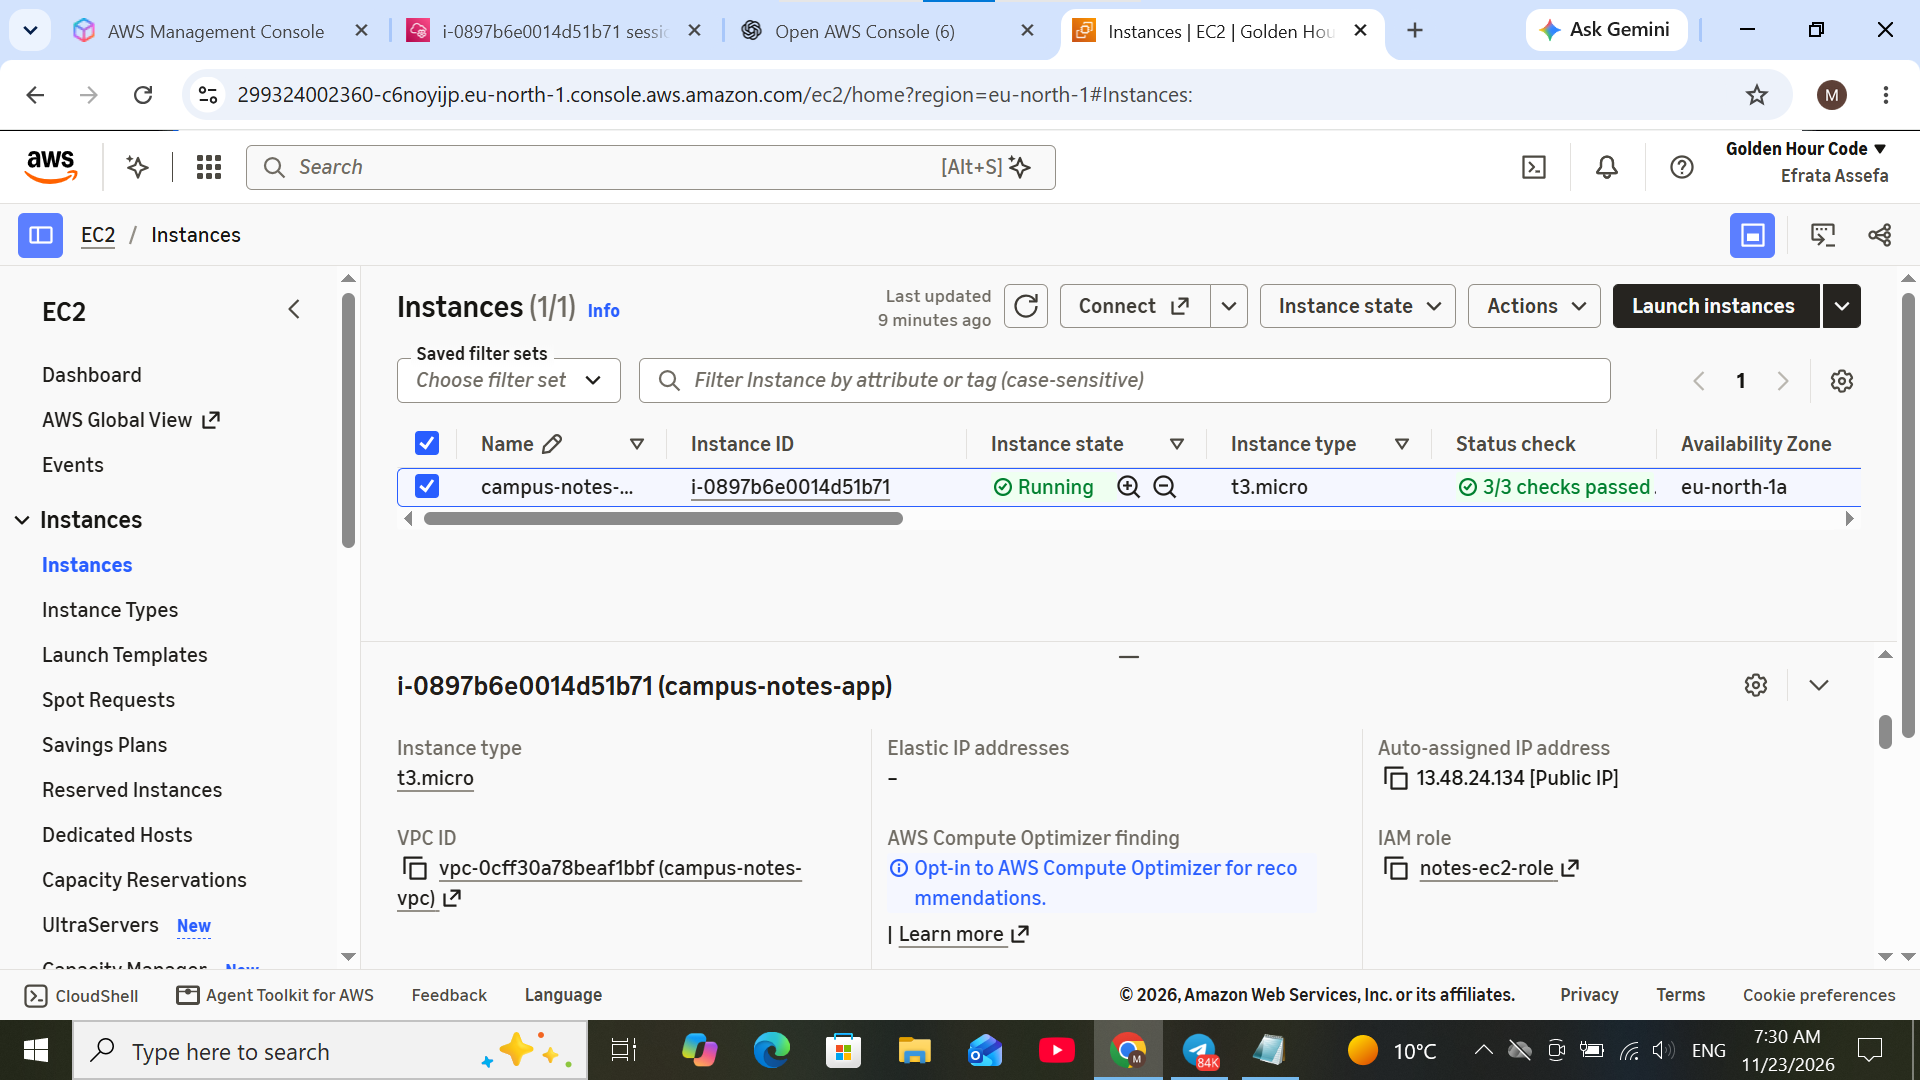 AWS Management Console
i-0897b6e0014d51b71 sessi
Open AWS Console (6)
Instances | EC2 | Golden Hou
Ask Gemini
299324002360-c6noyijp.eu-north-1.console.aws.amazon.com/ec2/home?region=eu-north-1#Instances:
M
aws
Search
[Alt+S]
Golden Hour Code
Efrata Assefa
EC2 / Instances
EC2
Dashboard
AWS Global View
Events
Instances
Instances
Instance Types
Launch Templates
Spot Requests
Savings Plans
Reserved Instances
Dedicated Hosts
Capacity Reservations
UltraServers New
Capacity Manager New
Instances (1/1) Info
Last updated
9 minutes ago
Connect
Instance state
Actions
Launch instances
Saved filter sets
Choose filter set
Filter Instance by attribute or tag (case-sensitive)
1
Name
Instance ID
Instance state
Instance type
Status check
Availability Zone
campus-notes-...
i-0897b6e0014d51b71
Running
t3.micro
3/3 checks passed
eu-north-1a
i-0897b6e0014d51b71 (campus-notes-app)
Instance type
t3.micro
Elastic IP addresses
–
Auto-assigned IP address
13.48.24.134 [Public IP]
VPC ID
vpc-0cff30a78beaf1bbf (campus-notes-
vpc)
AWS Compute Optimizer finding
Opt-in to AWS Compute Optimizer for reco
mmendations.
| Learn more
IAM role
notes-ec2-role
CloudShell
Agent Toolkit for AWS
Feedback
Language
© 2026, Amazon Web Services, Inc. or its affiliates.
Privacy
Terms
Cookie preferences
Type here to search
M
84K
10°C
ENG
7:30 AM
11/23/2026